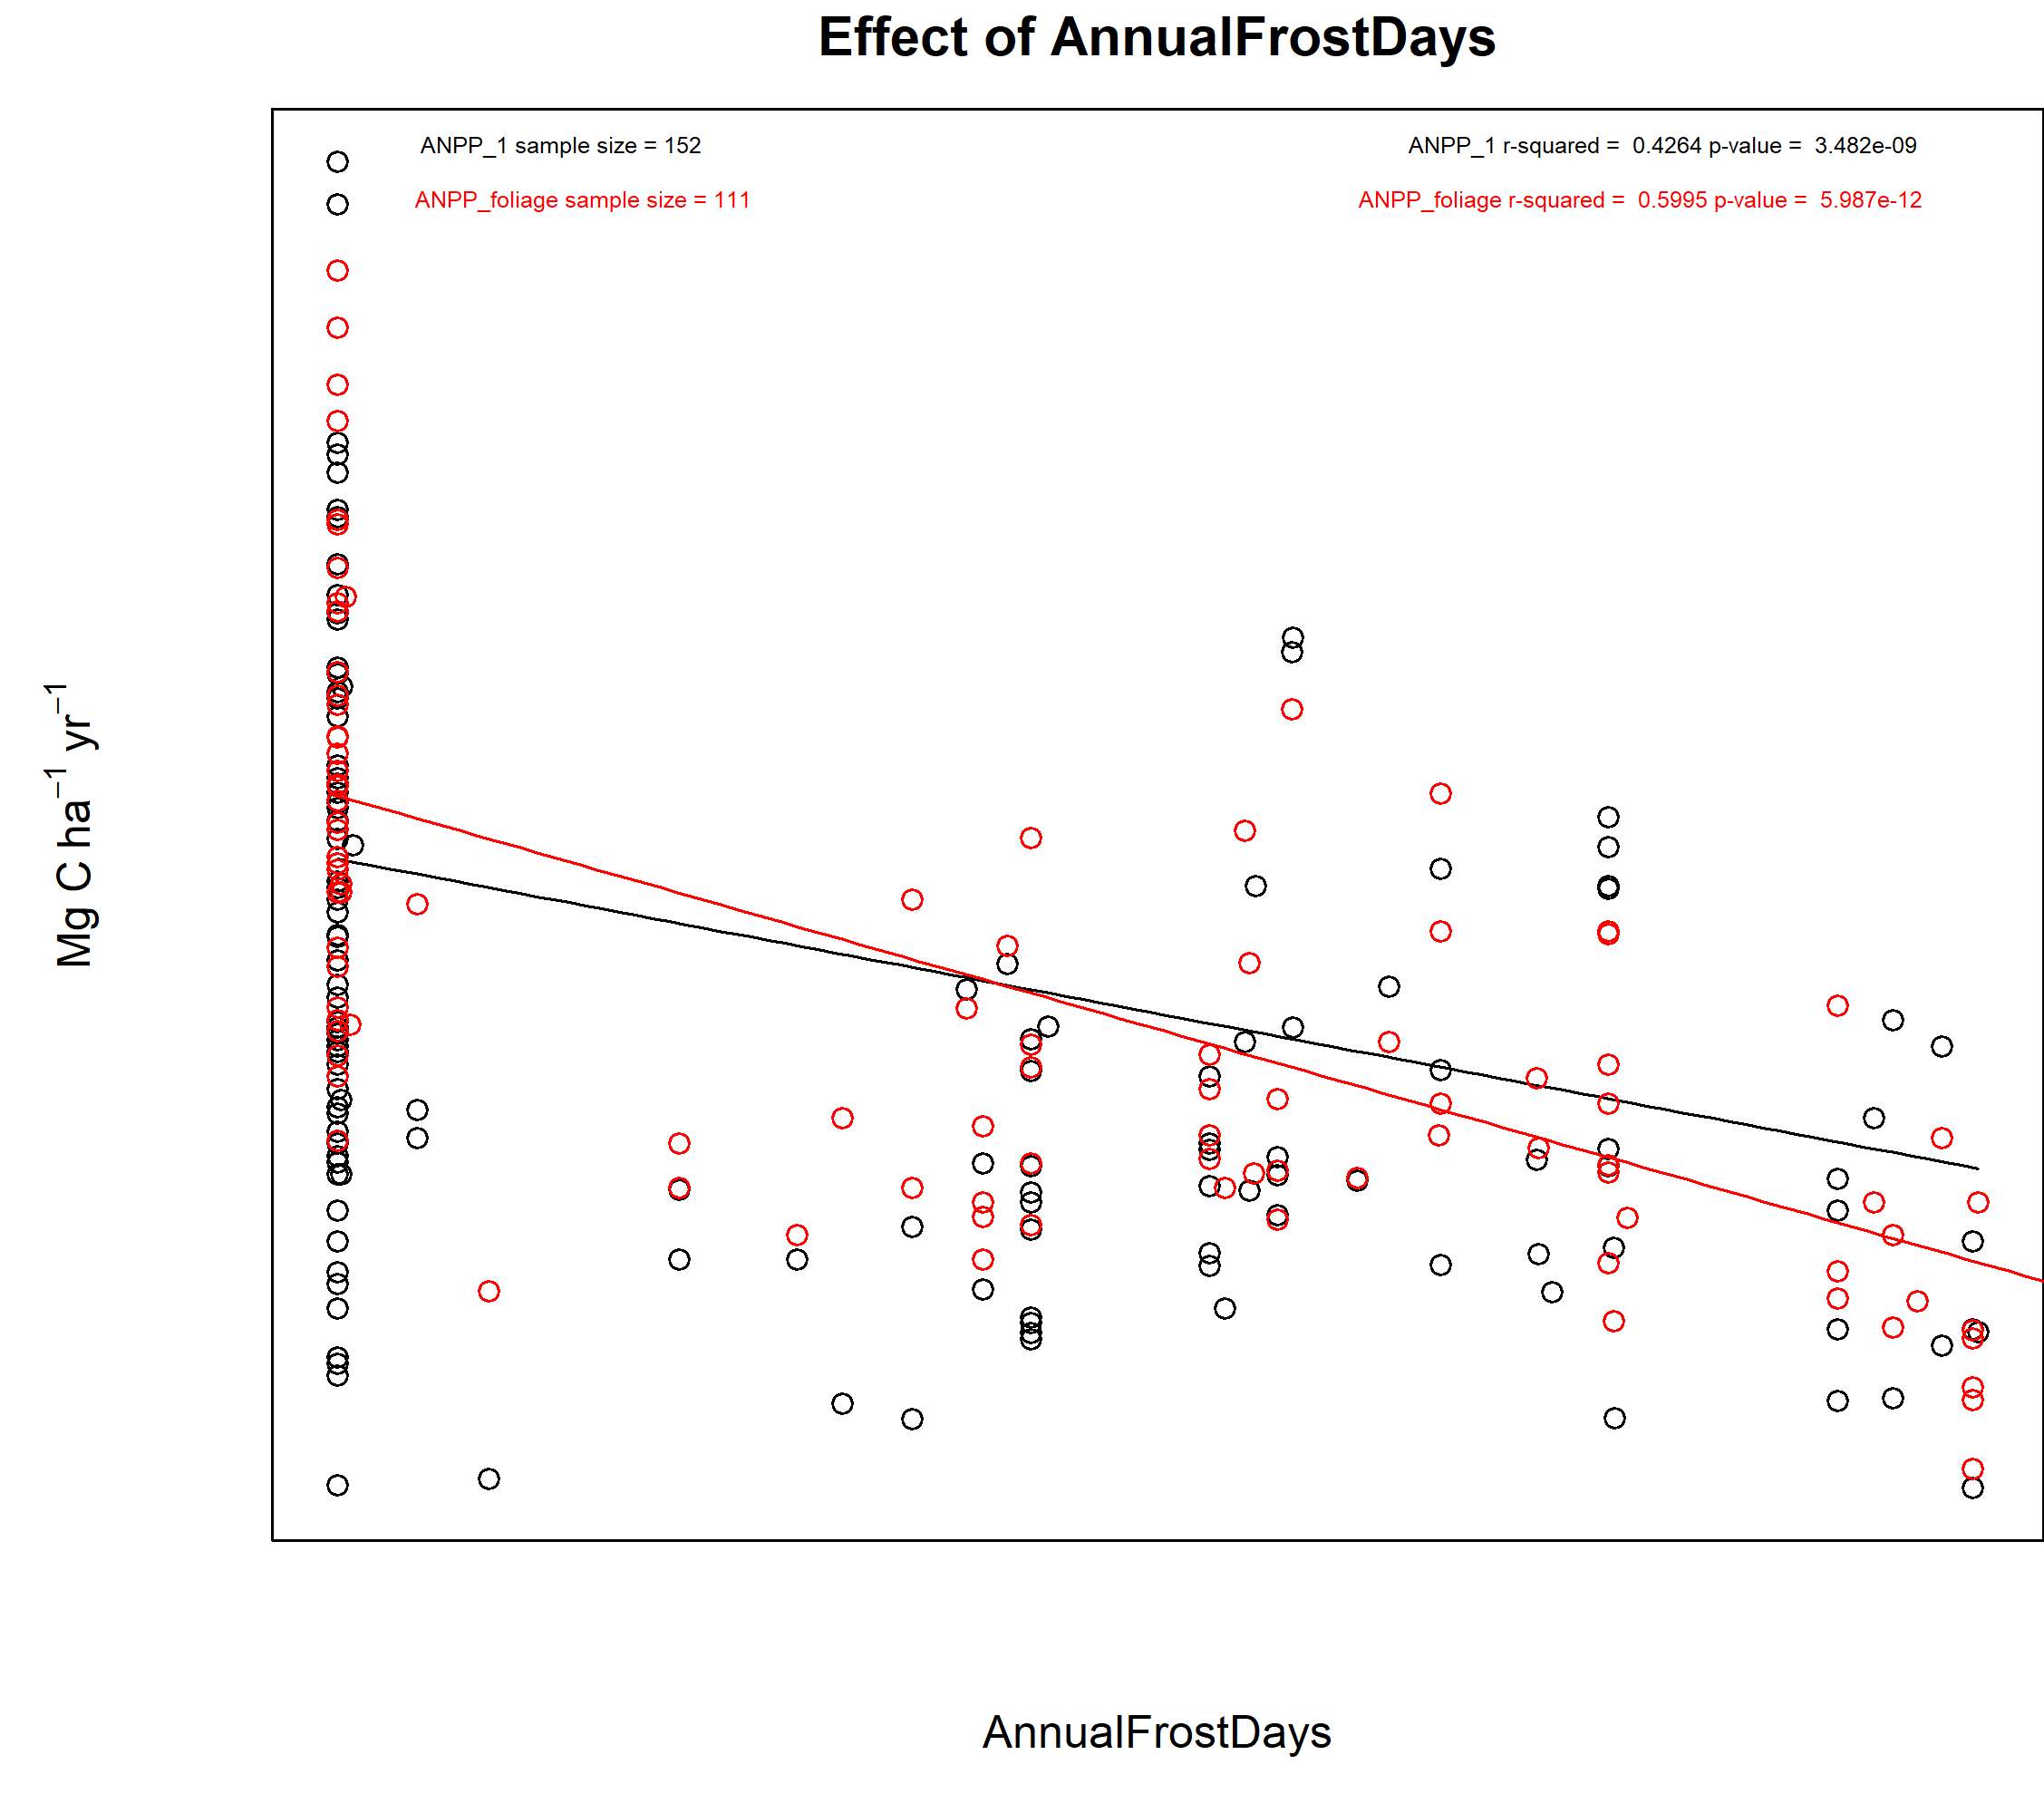 Effect of AnnualFrostDays
ANPP_1 sample size = 152
ANPP_1 r-squared = 0.4264 p-value = 3.482e-09
ANPP_foliage sample size = 111
ANPP_foliage r-squared = 0.5995 p-value = 5.987e-12
Mg C ha⁻¹ yr⁻¹
AnnualFrostDays